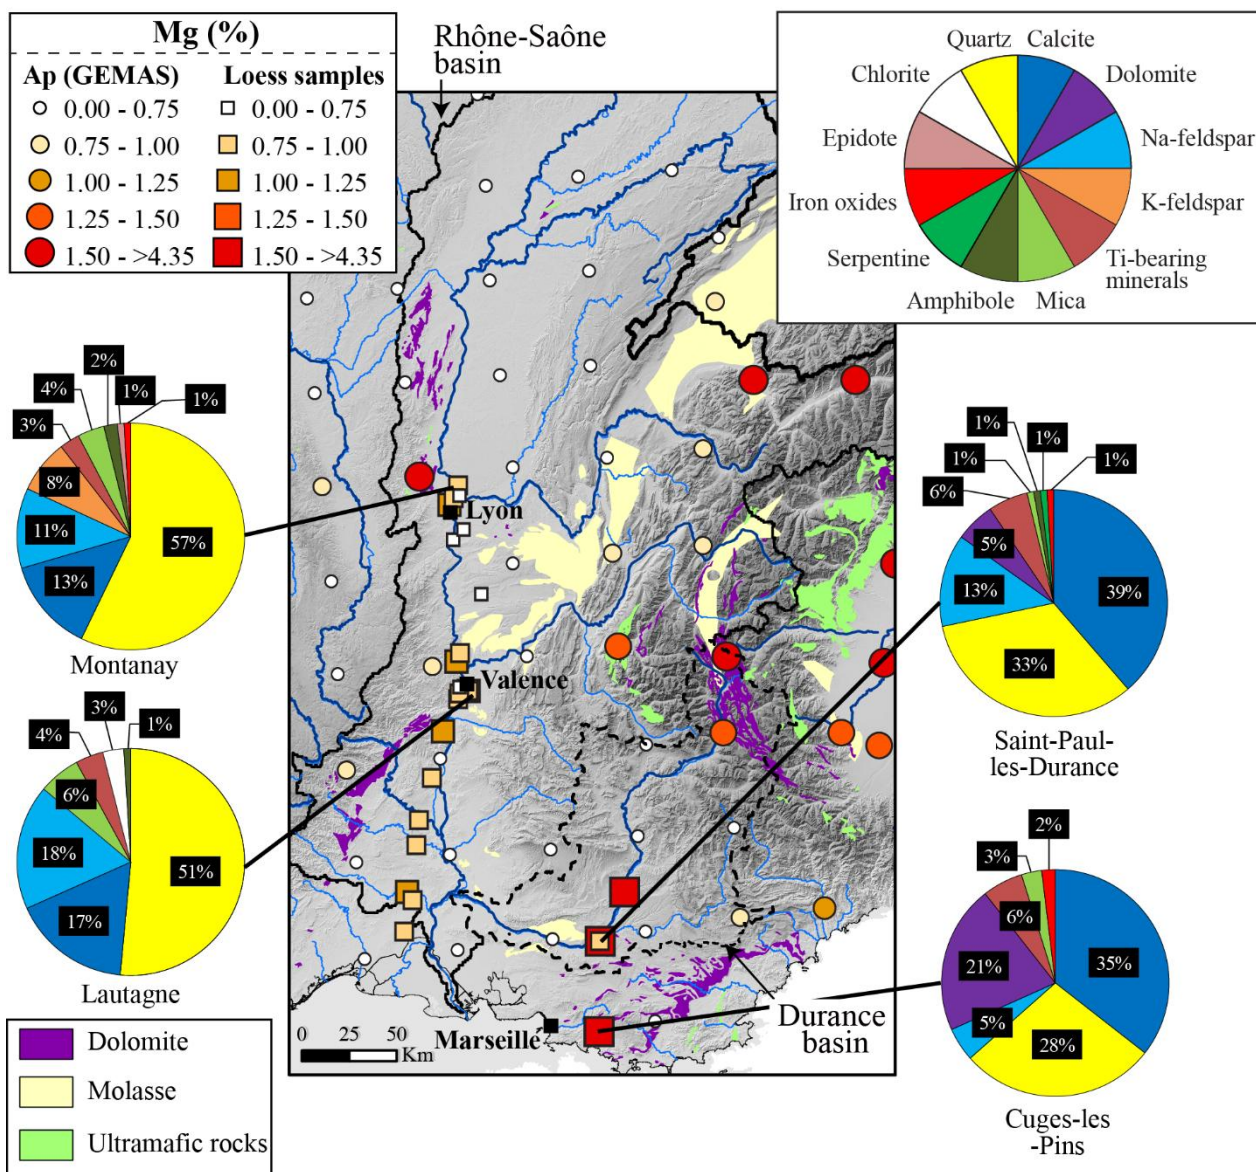 Mg (%)
Ap (GEMAS) Loess samples
0.00 - 0.75 0.00 - 0.75
0.75 - 1.00 0.75 - 1.00
1.00 - 1.25 1.00 - 1.25
1.25 - 1.50 1.25 - 1.50
1.50 - >4.35 1.50 - >4.35
Rhône-Saône
basin
Quartz Calcite
Chlorite Dolomite
Epidote Na-feldspar
Iron oxides K-feldspar
Serpentine Ti-bearing
minerals
Amphibole Mica
2%
4% 1% 1%
3%
8%
11% 57%
13%
Montanay
3%
4% 1%
6%
18% 51%
17%
Lautagne
Lyon
Valence
Marseillé
0 25 50
Km
Durance
basin
1%
1% 1%
1%
6%
5%
13% 39%
33%
Saint-Paul-
les-Durance
2%
3%
6%
21% 35%
5%
28%
Cuges-les
-Pins
Dolomite
Molasse
Ultramafic rocks